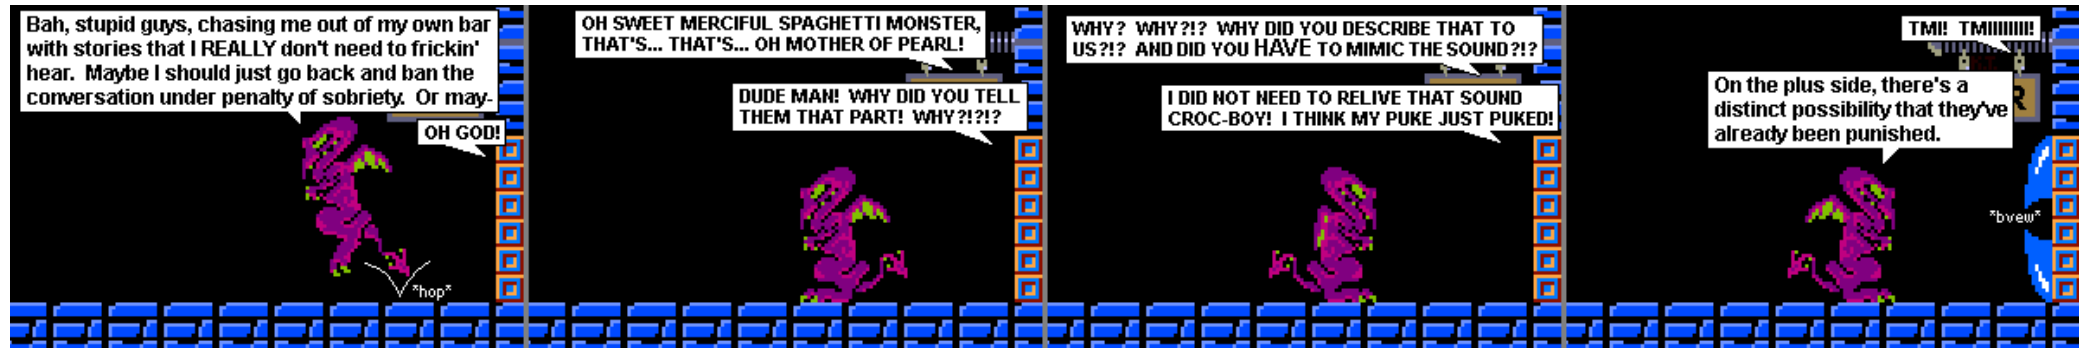 Bah, stupid guys, chasing me out of my own bar
with stories that I REALLY don't need to frickin'
hear.  Maybe I should just go back and ban the
conversation under penalty of sobriety.  Or may-
OH GOD!
*hop*
OH SWEET MERCIFUL SPAGHETTI MONSTER,
THAT'S... THAT'S... OH MOTHER OF PEARL!
DUDE MAN!  WHY DID YOU TELL
THEM THAT PART!  WHY?!?!?
WHY?  WHY?!?  WHY DID YOU DESCRIBE THAT TO
US?!?  AND DID YOU HAVE TO MIMIC THE SOUND?!?
I DID NOT NEED TO RELIVE THAT SOUND
CROC-BOY!  I THINK MY PUKE JUST PUKED!
TMI!  TMIIIIIIIII!
On the plus side, there's a
distinct possibility that they've
already been punished.
R
*bvew*